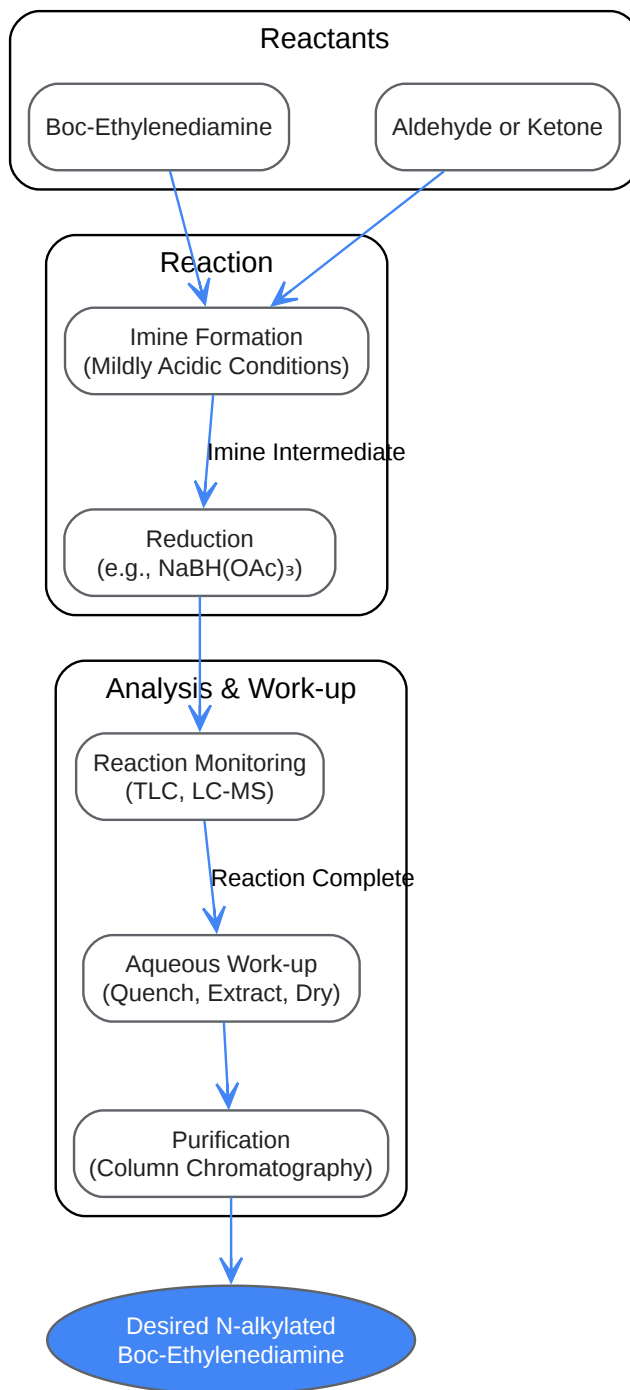 Reactants
Boc-Ethylenediamine
Aldehyde or Ketone
Reaction
Imine Formation
(Mildly Acidic Conditions)
Imine Intermediate
Reduction
(e.g., NaBH(OAc)₃)
Analysis & Work-up
Reaction Monitoring
(TLC, LC-MS)
Reaction Complete
Aqueous Work-up
(Quench, Extract, Dry)
Purification
(Column Chromatography)
Desired N-alkylated
Boc-Ethylenediamine